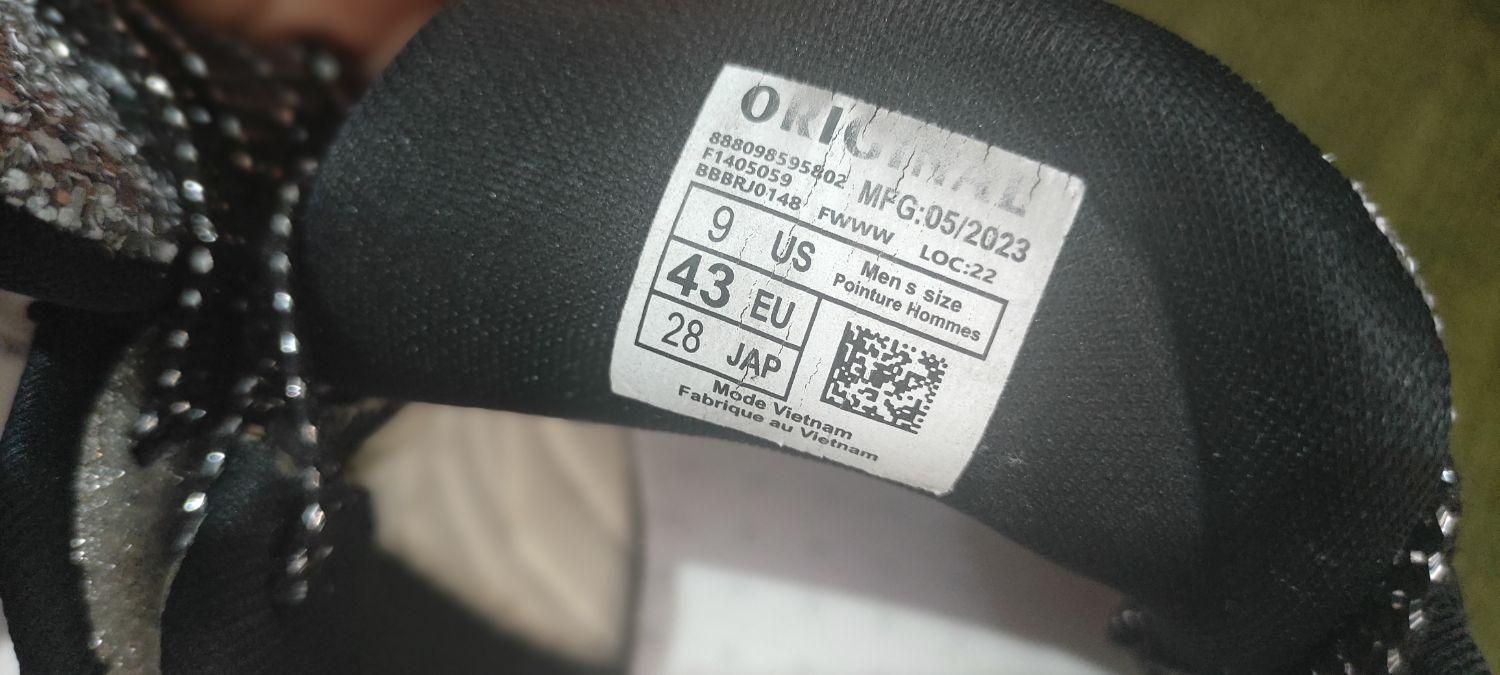 ORIGINAL
888098595802
F1405059 MFG:05/2023
BBBRJ0148 FWWW LOC:22
9 US Men s size
Pointure Hommes
43 EU
28 JAP
Mode Vietnam
Fabrique au Vietnam